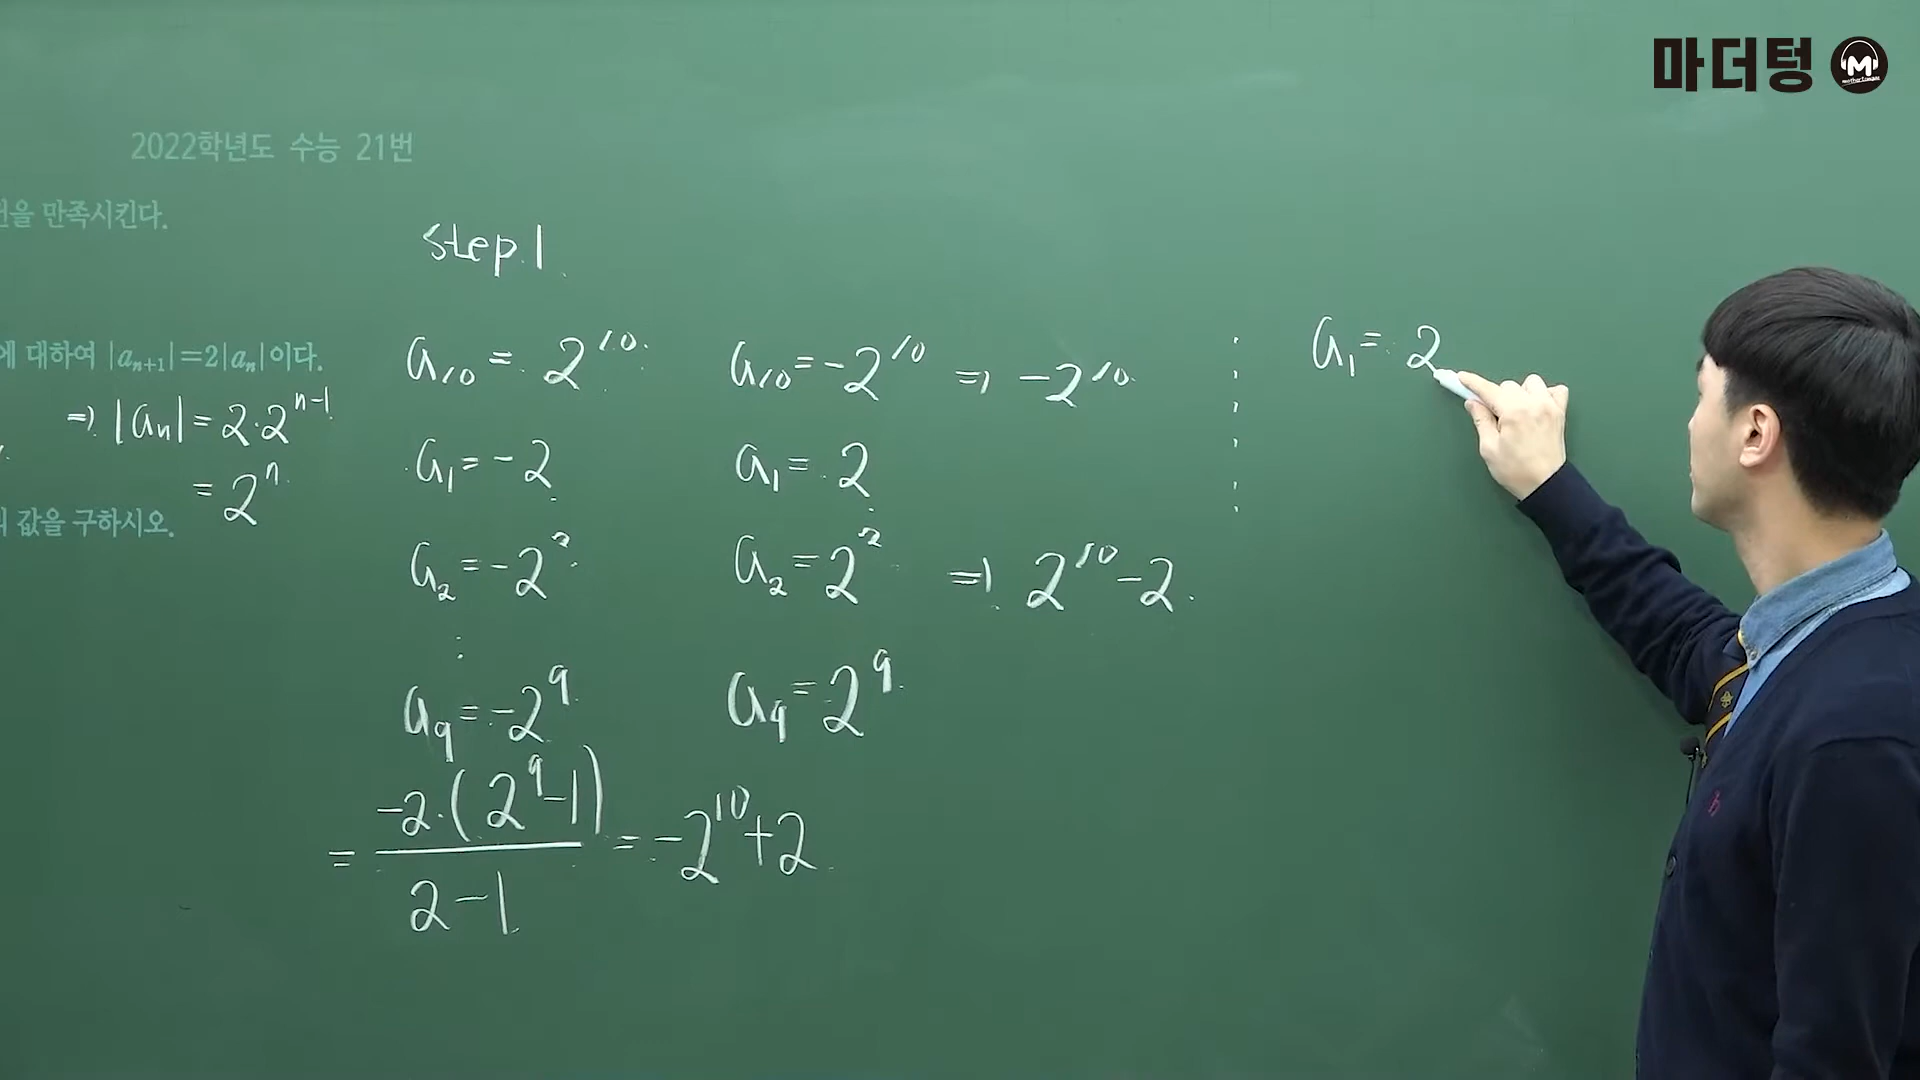 마더텅
M
2022학년도 수능 21번
을 만족시킨다.
step.1
에 대하여 |aₙ₊₁|=2|aₙ|이다.
⇒ |aₙ| = 2·2ⁿ⁻¹
= 2ⁿ
값을 구하시오.
a₁₀ = 2¹⁰
a₁ = -2
a₂ = -2²
⋮
a₉ = -2⁹
= -2·(2⁹-1) / 2-1 = -2¹⁰+2
a₁₀ = -2¹⁰ ⇒ -2¹⁰
a₁ = 2
a₂ = 2² ⇒ 2¹⁰-2
a₉ = 2⁹
a₁ = 2